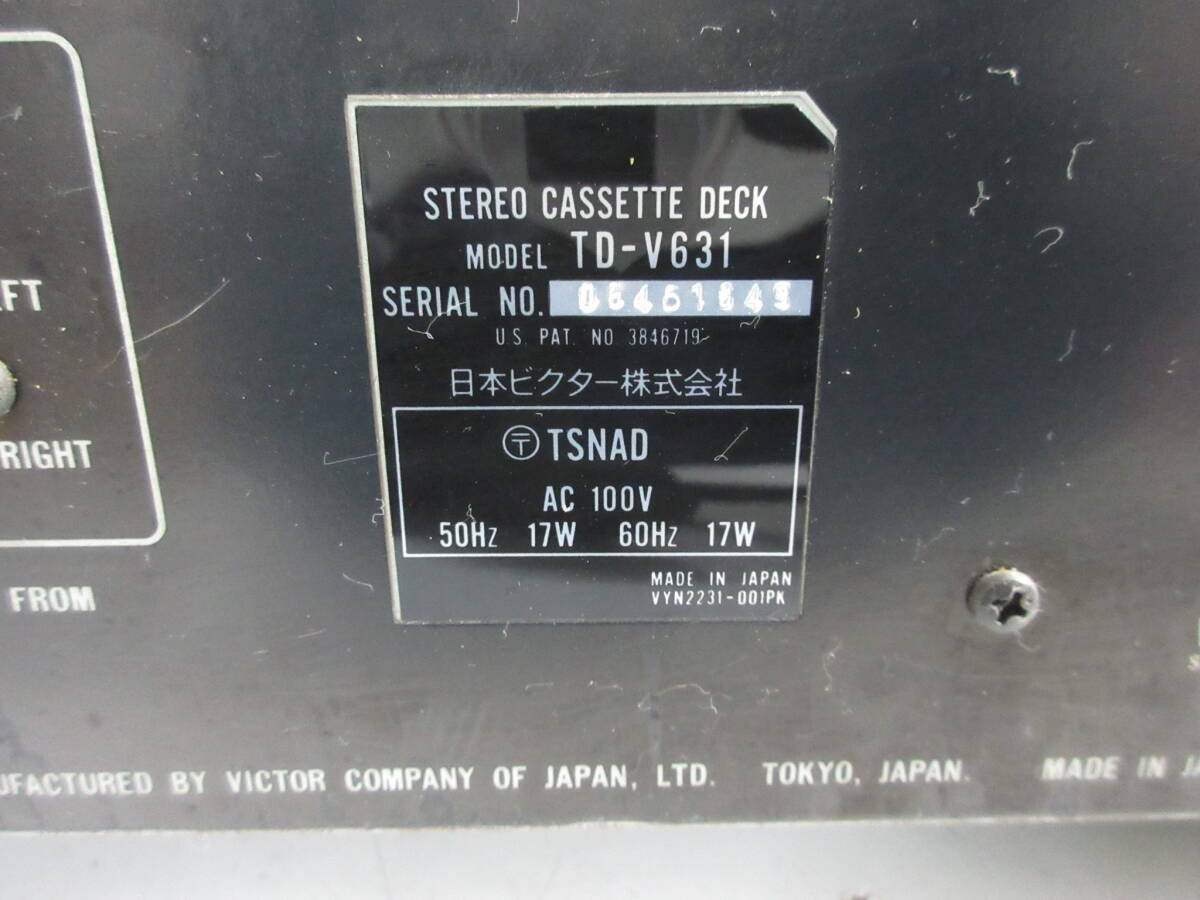 STEREO CASSETTE DECK
MODEL TD-V631
SERIAL NO.
U.S. PAT. NO 3846719
日本ビクター株式会社
〒 TSNAD
AC 100V
50Hz 17W 60Hz 17W
MADE IN JAPAN
VYN2231-001PK
RIGHT
FROM
BY VICTOR COMPANY OF JAPAN, LTD. TOKYO, JAPAN. MADE IN